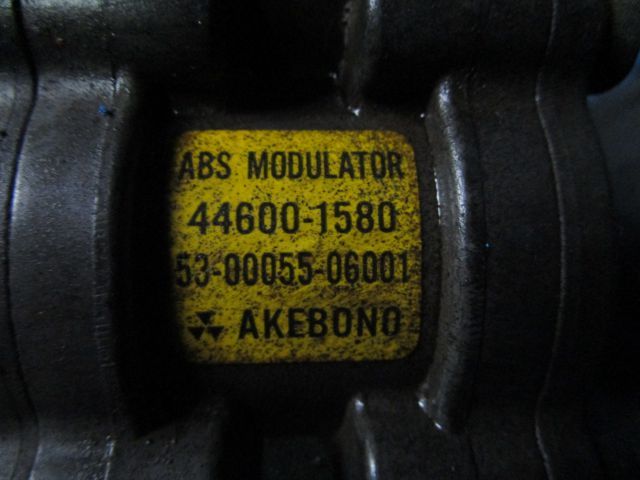 ABS MODULATOR
44600-1580
53-00055-06001
AKEBONO